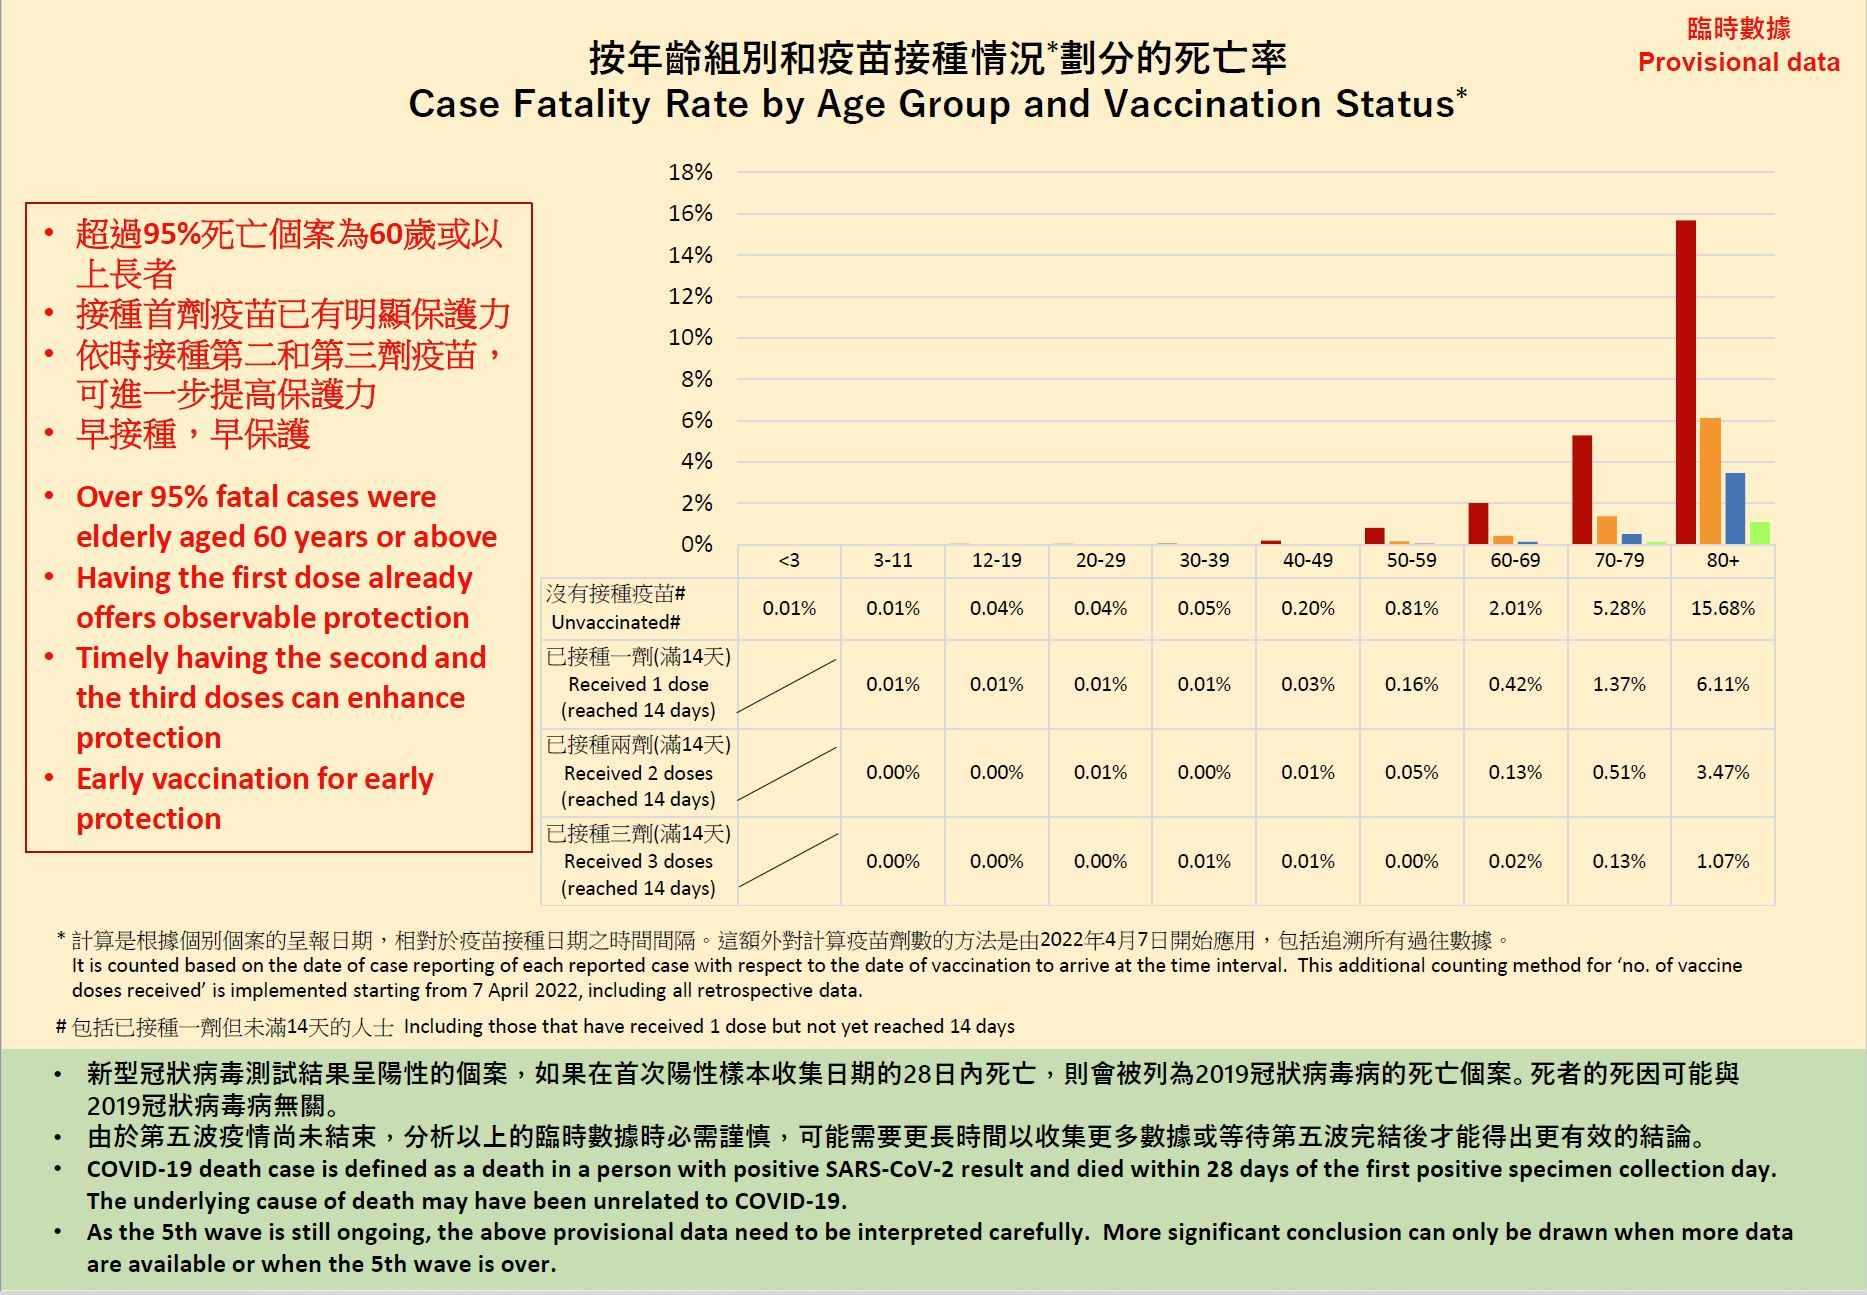 臨時數據
Provisional data
按年齡組別和疫苗接種情況*劃分的死亡率
Case Fatality Rate by Age Group and Vaccination Status*
• 超過95%死亡個案為60歲或以
上長者
• 接種首劑疫苗已有明顯保護力
• 依時接種第二和第三劑疫苗，
可進一步提高保護力
• 早接種，早保護
• Over 95% fatal cases were
elderly aged 60 years or above
• Having the first dose already
offers observable protection
• Timely having the second and
the third doses can enhance
protection
• Early vaccination for early
protection
18%
16%
14%
12%
10%
8%
6%
4%
2%
0%
<3 3-11 12-19 20-29 30-39 40-49 50-59 60-69 70-79 80+
沒有接種疫苗#
Unvaccinated#
0.01% 0.01% 0.04% 0.04% 0.05% 0.20% 0.81% 2.01% 5.28% 15.68%
已接種一劑(滿14天)
Received 1 dose
(reached 14 days)
0.01% 0.01% 0.01% 0.01% 0.03% 0.16% 0.42% 1.37% 6.11%
已接種兩劑(滿14天)
Received 2 doses
(reached 14 days)
0.00% 0.00% 0.01% 0.00% 0.01% 0.05% 0.13% 0.51% 3.47%
已接種三劑(滿14天)
Received 3 doses
(reached 14 days)
0.00% 0.00% 0.00% 0.01% 0.01% 0.00% 0.02% 0.13% 1.07%
* 計算是根據個別個案的呈報日期，相對於疫苗接種日期之時間間隔。這額外對計算疫苗劑數的方法是由2022年4月7日開始應用，包括追溯所有過往數據。
It is counted based on the date of case reporting of each reported case with respect to the date of vaccination to arrive at the time interval. This additional counting method for ‘no. of vaccine
doses received’ is implemented starting from 7 April 2022, including all retrospective data.
# 包括已接種一劑但未滿14天的人士 Including those that have received 1 dose but not yet reached 14 days
• 新型冠狀病毒測試結果呈陽性的個案，如果在首次陽性樣本收集日期的28日內死亡，則會被列為2019冠狀病毒病的死亡個案。死者的死因可能與
2019冠狀病毒病無關。
• 由於第五波疫情尚未結束，分析以上的臨時數據時必需謹慎，可能需要更長時間以收集更多數據或等待第五波完結後才能得出更有效的結論。
• COVID-19 death case is defined as a death in a person with positive SARS-CoV-2 result and died within 28 days of the first positive specimen collection day.
The underlying cause of death may have been unrelated to COVID-19.
• As the 5th wave is still ongoing, the above provisional data need to be interpreted carefully. More significant conclusion can only be drawn when more data
are available or when the 5th wave is over.